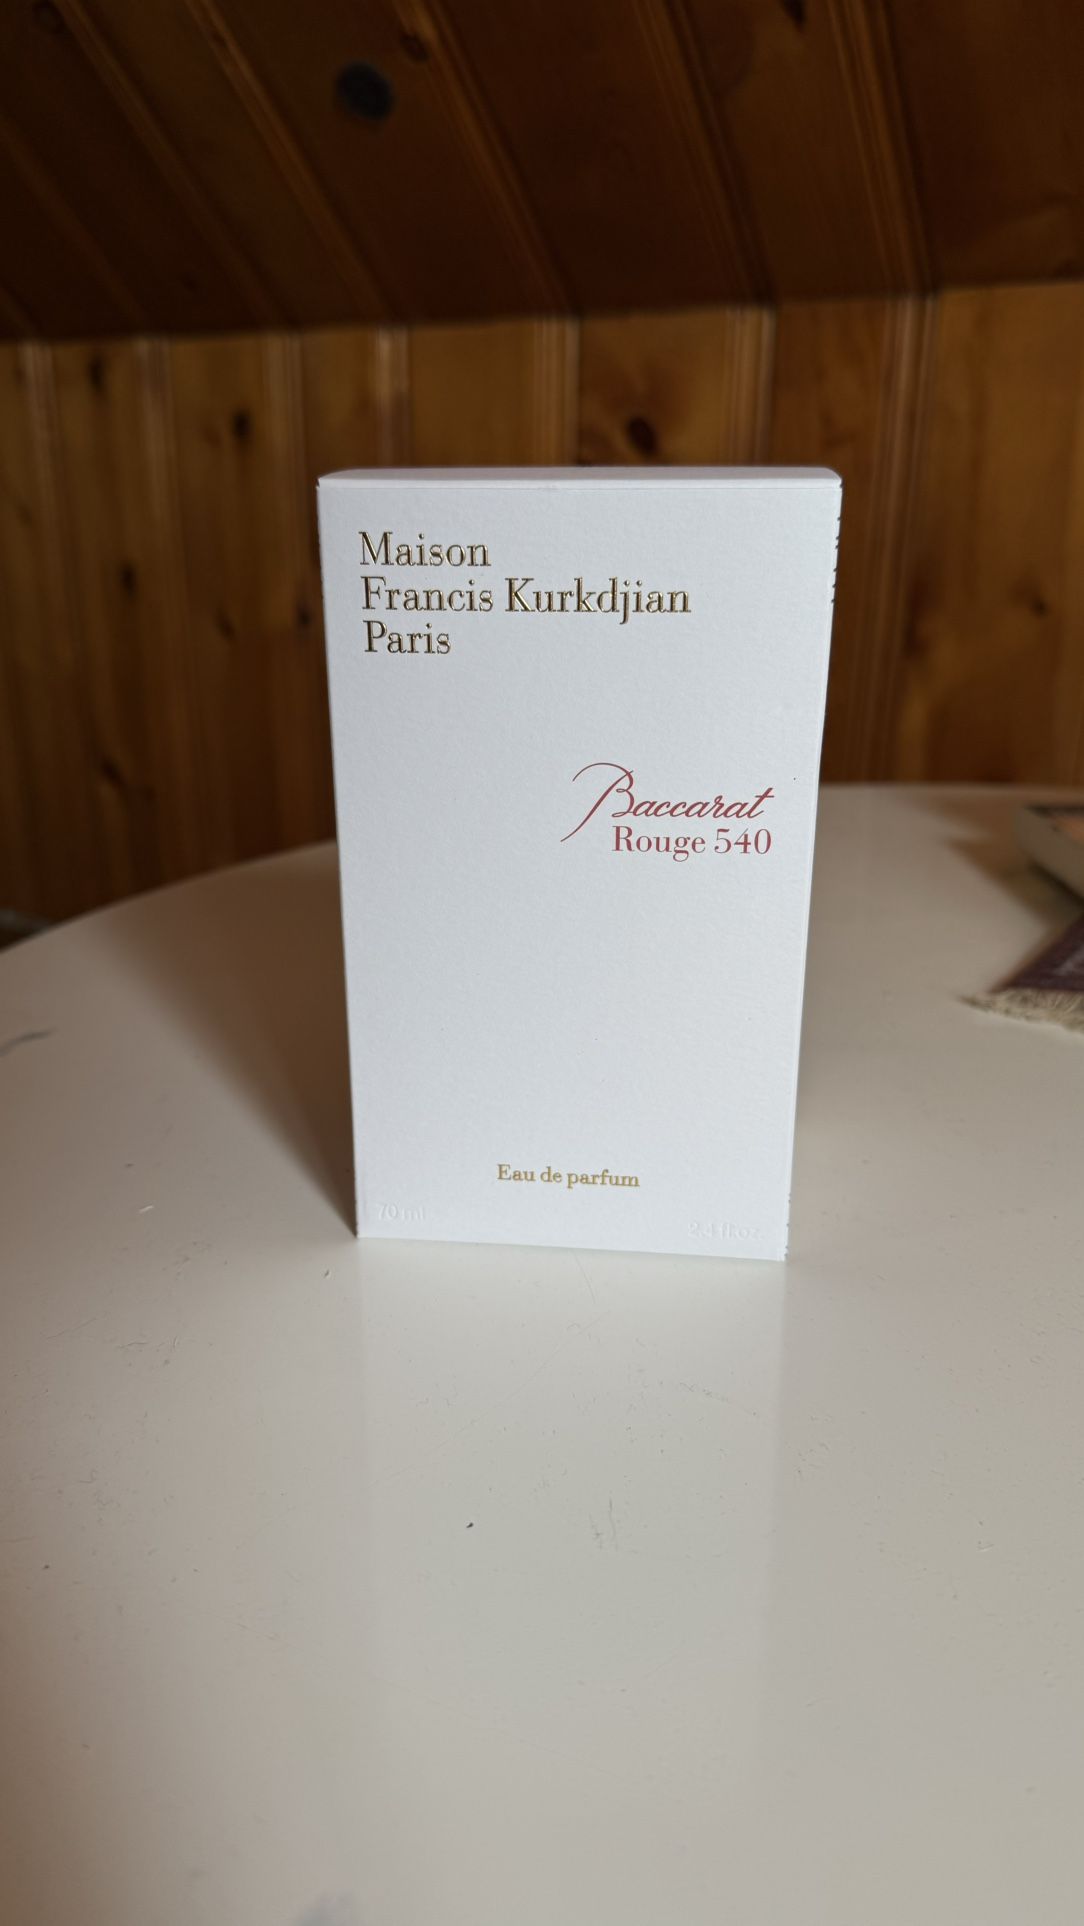 Maison
Francis Kurkdjian
Paris
Baccarat
Rouge 540
Eau de parfum
70 ml
2.4 fl.oz.